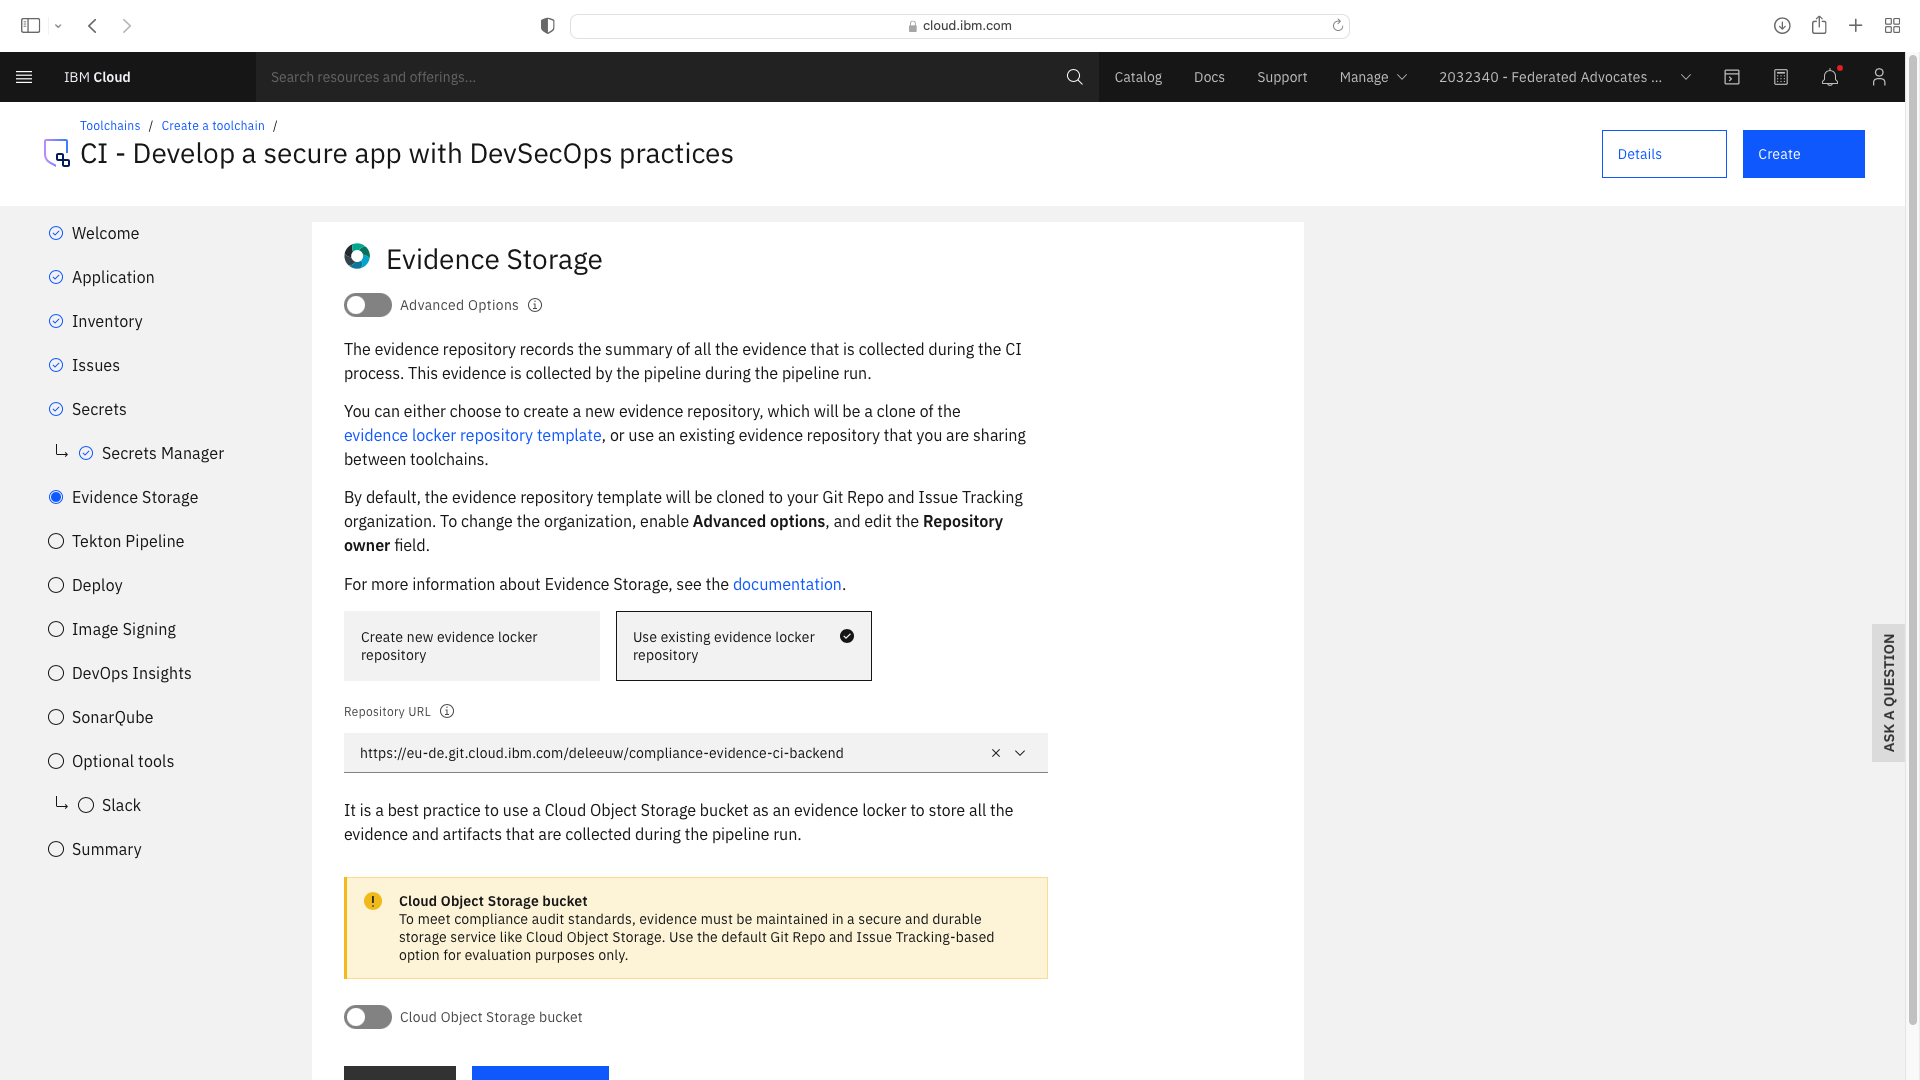 cloud.ibm.com
IBM Cloud
Search resources and offerings...
Catalog
Docs
Support
Manage
2032340 - Federated Advocates ...
Toolchains / Create a toolchain /
CI - Develop a secure app with DevSecOps practices
Details
Create
Welcome
Application
Inventory
Issues
Secrets
Secrets Manager
Evidence Storage
Tekton Pipeline
Deploy
Image Signing
DevOps Insights
SonarQube
Optional tools
Slack
Summary
Evidence Storage
Advanced Options
The evidence repository records the summary of all the evidence that is collected during the CI
process. This evidence is collected by the pipeline during the pipeline run.
You can either choose to create a new evidence repository, which will be a clone of the
evidence locker repository template, or use an existing evidence repository that you are sharing
between toolchains.
By default, the evidence repository template will be cloned to your Git Repo and Issue Tracking
organization. To change the organization, enable Advanced options, and edit the Repository
owner field.
For more information about Evidence Storage, see the documentation.
Create new evidence locker
repository
Use existing evidence locker
repository
Repository URL
https://eu-de.git.cloud.ibm.com/deleeuw/compliance-evidence-ci-backend
It is a best practice to use a Cloud Object Storage bucket as an evidence locker to store all the
evidence and artifacts that are collected during the pipeline run.
Cloud Object Storage bucket
To meet compliance audit standards, evidence must be maintained in a secure and durable
storage service like Cloud Object Storage. Use the default Git Repo and Issue Tracking-based
option for evaluation purposes only.
Cloud Object Storage bucket
ASK A QUESTION